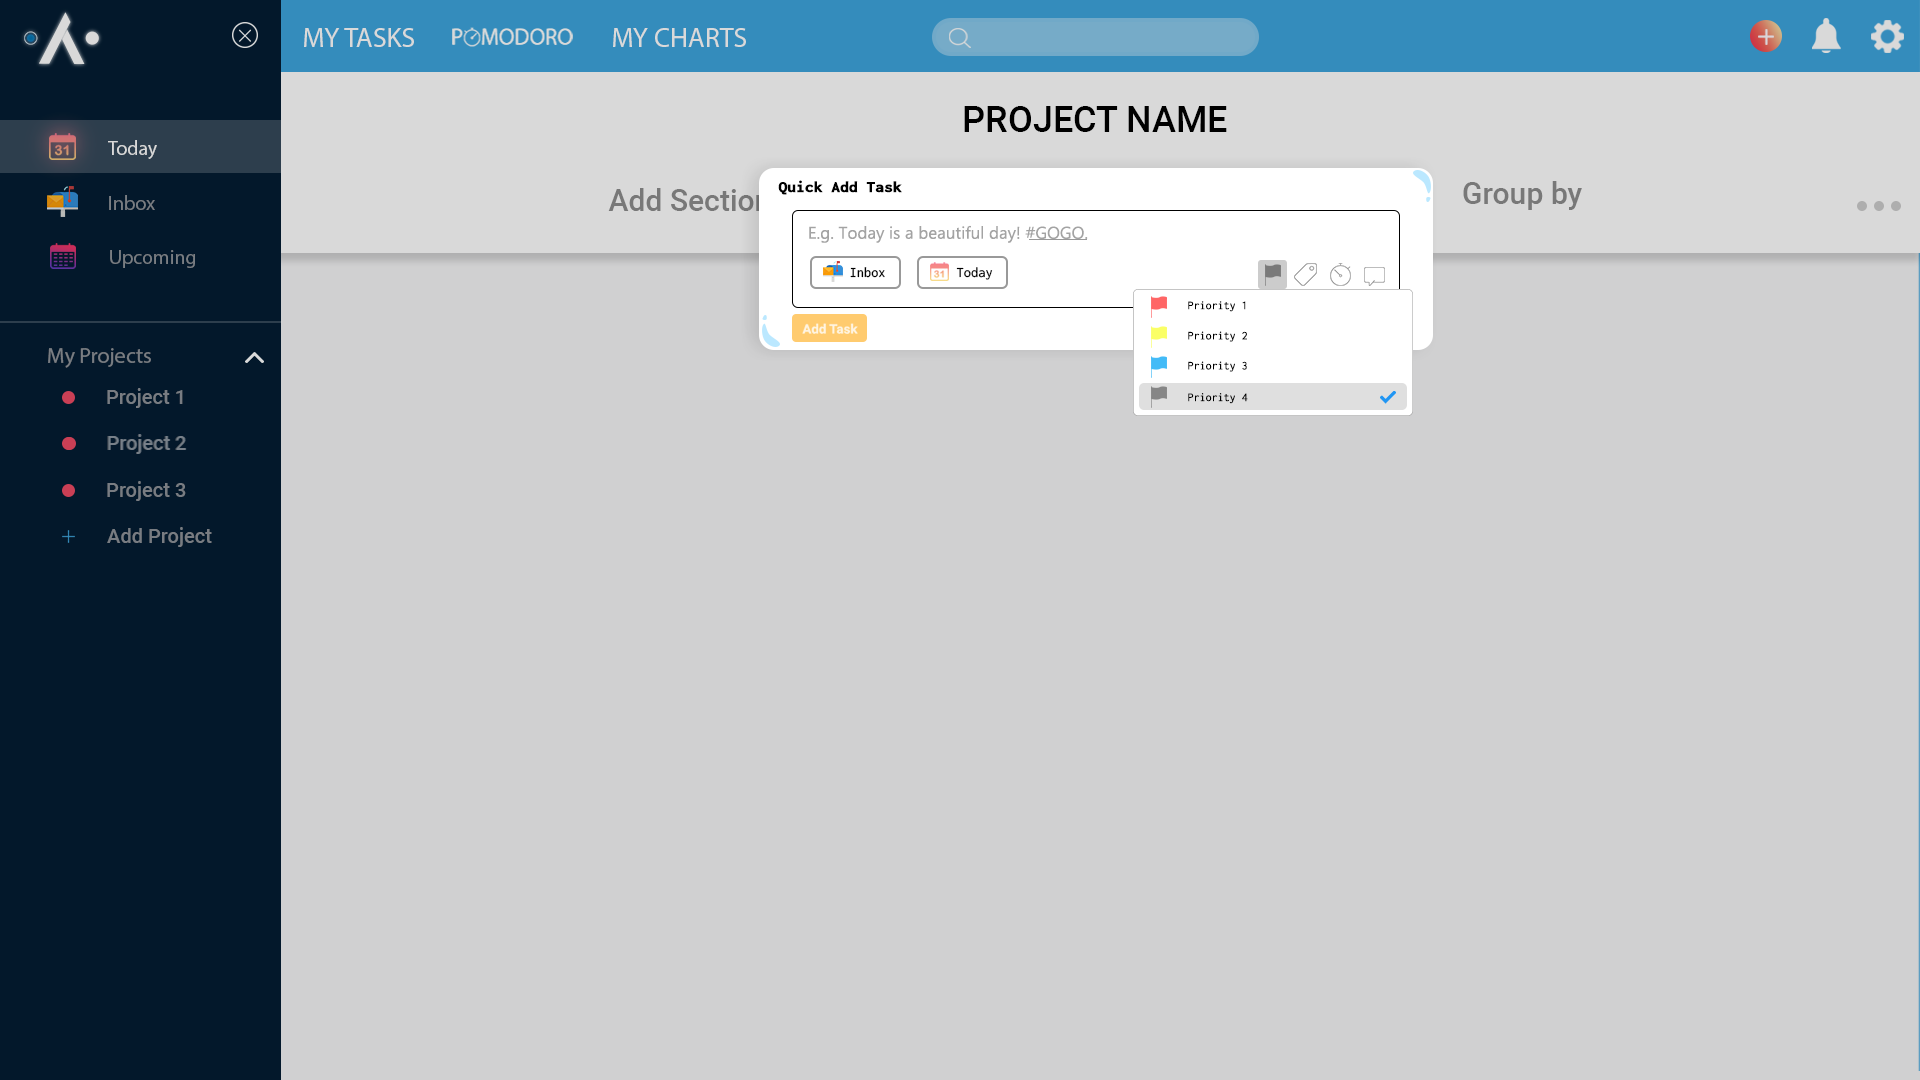 MY TASKS POMODORO MY CHARTS
PROJECT NAME
31 Today
Add Section
Group by
Inbox
Upcoming
Quick Add Task
E.g. Today is a beautiful day! #GOGO.
Inbox
31 Today
Add Task
Priority 1
Priority 2
Priority 3
Priority 4
My Projects
Project 1
Project 2
Project 3
+ Add Project